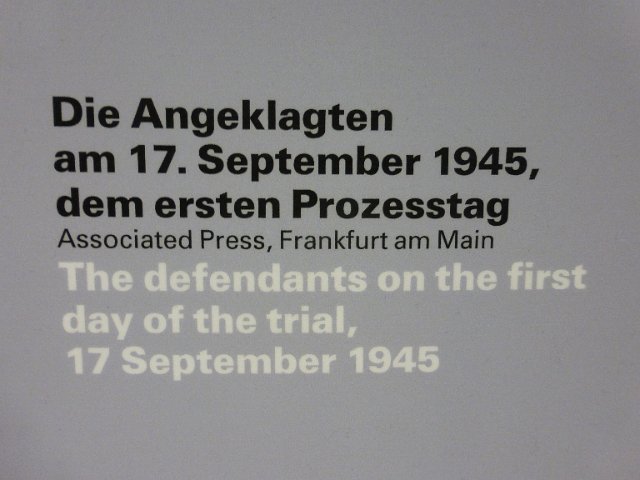 Die Angeklagten
am 17. September 1945,
dem ersten Prozesstag
Associated Press, Frankfurt am Main
The defendants on the first
day of the trial,
17 September 1945